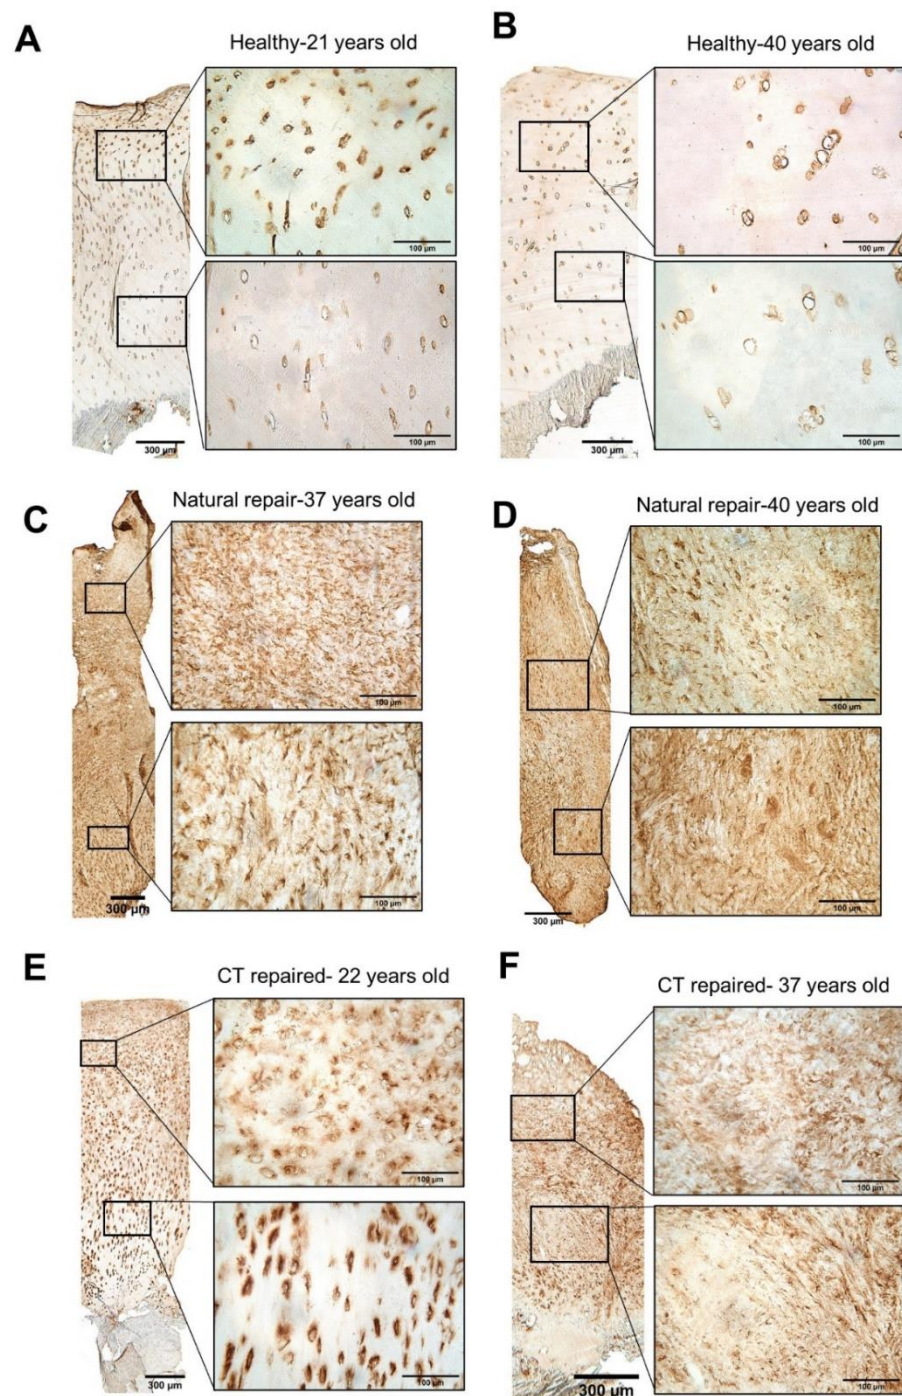 A
Healthy-21 years old
100 µm
100 µm
300 µm
B
Healthy-40 years old
100 µm
100 µm
300 µm
C
Natural repair-37 years old
100 µm
100 µm
300 µm
D
Natural repair-40 years old
100 µm
100 µm
300 µm
E
CT repaired- 22 years old
100 µm
100 µm
300 µm
F
CT repaired- 37 years old
100 µm
100 µm
300 µm